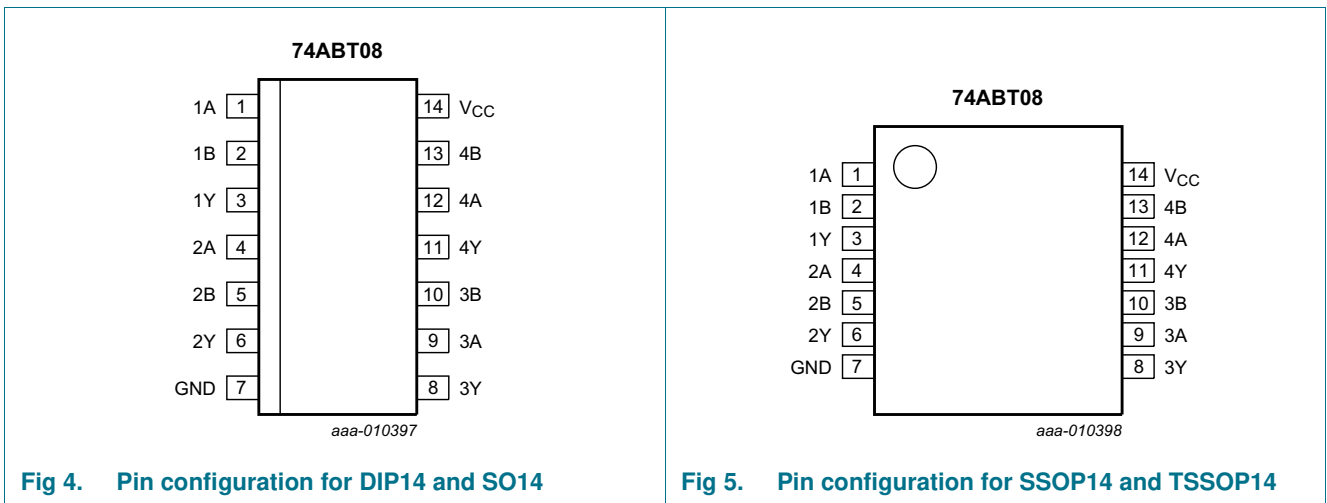 74ABT08
1A 1 14 VCC
1B 2 13 4B
1Y 3 12 4A
2A 4 11 4Y
2B 5 10 3B
2Y 6 9 3A
GND 7 8 3Y
aaa-010397
Fig 4. Pin configuration for DIP14 and SO14
74ABT08
1A 1 14 VCC
1B 2 13 4B
1Y 3 12 4A
2A 4 11 4Y
2B 5 10 3B
2Y 6 9 3A
GND 7 8 3Y
aaa-010398
Fig 5. Pin configuration for SSOP14 and TSSOP14